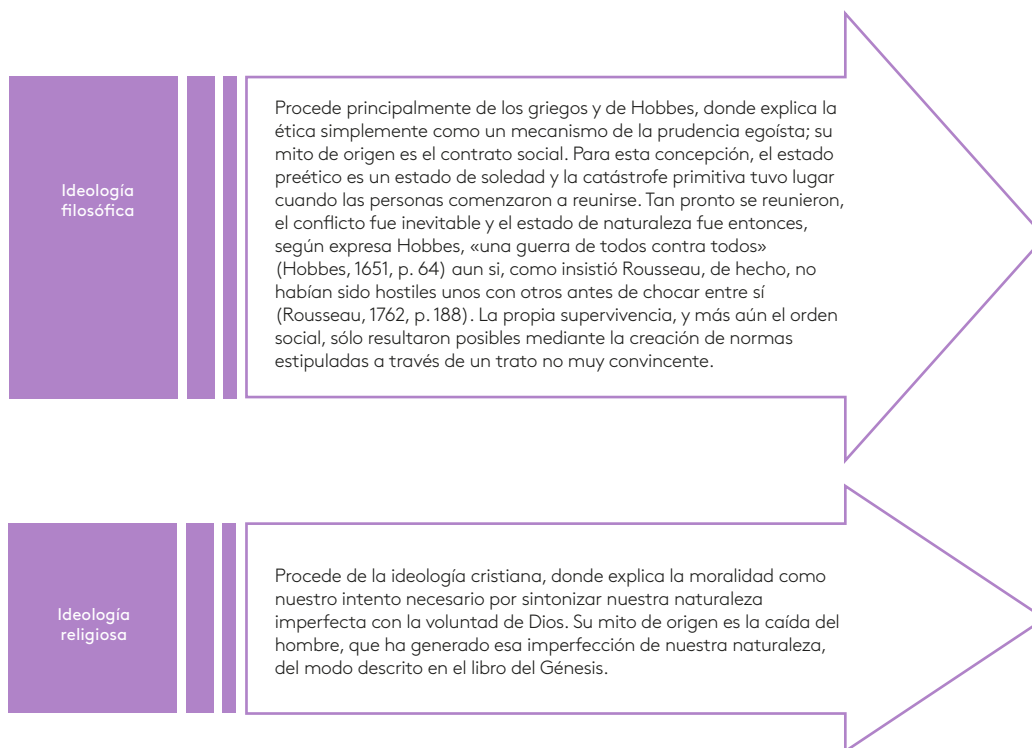 Ideología
filosófica
Procede principalmente de los griegos y de Hobbes, donde explica la
ética simplemente como un mecanismo de la prudencia egoísta; su
mito de origen es el contrato social. Para esta concepción, el estado
preético es un estado de soledad y la catástrofe primitiva tuvo lugar
cuando las personas comenzaron a reunirse. Tan pronto se reunieron,
el conflicto fue inevitable y el estado de naturaleza fue entonces,
según expresa Hobbes, «una guerra de todos contra todos»
(Hobbes, 1651, p. 64) aun si, como insistió Rousseau, de hecho, no
habían sido hostiles unos con otros antes de chocar entre sí
(Rousseau, 1762, p. 188). La propia supervivencia, y más aún el orden
social, sólo resultaron posibles mediante la creación de normas
estipuladas a través de un trato no muy convincente.
Ideología
religiosa
Procede de la ideología cristiana, donde explica la moralidad como
nuestro intento necesario por sintonizar nuestra naturaleza
imperfecta con la voluntad de Dios. Su mito de origen es la caída del
hombre, que ha generado esa imperfección de nuestra naturaleza,
del modo descrito en el libro del Génesis.